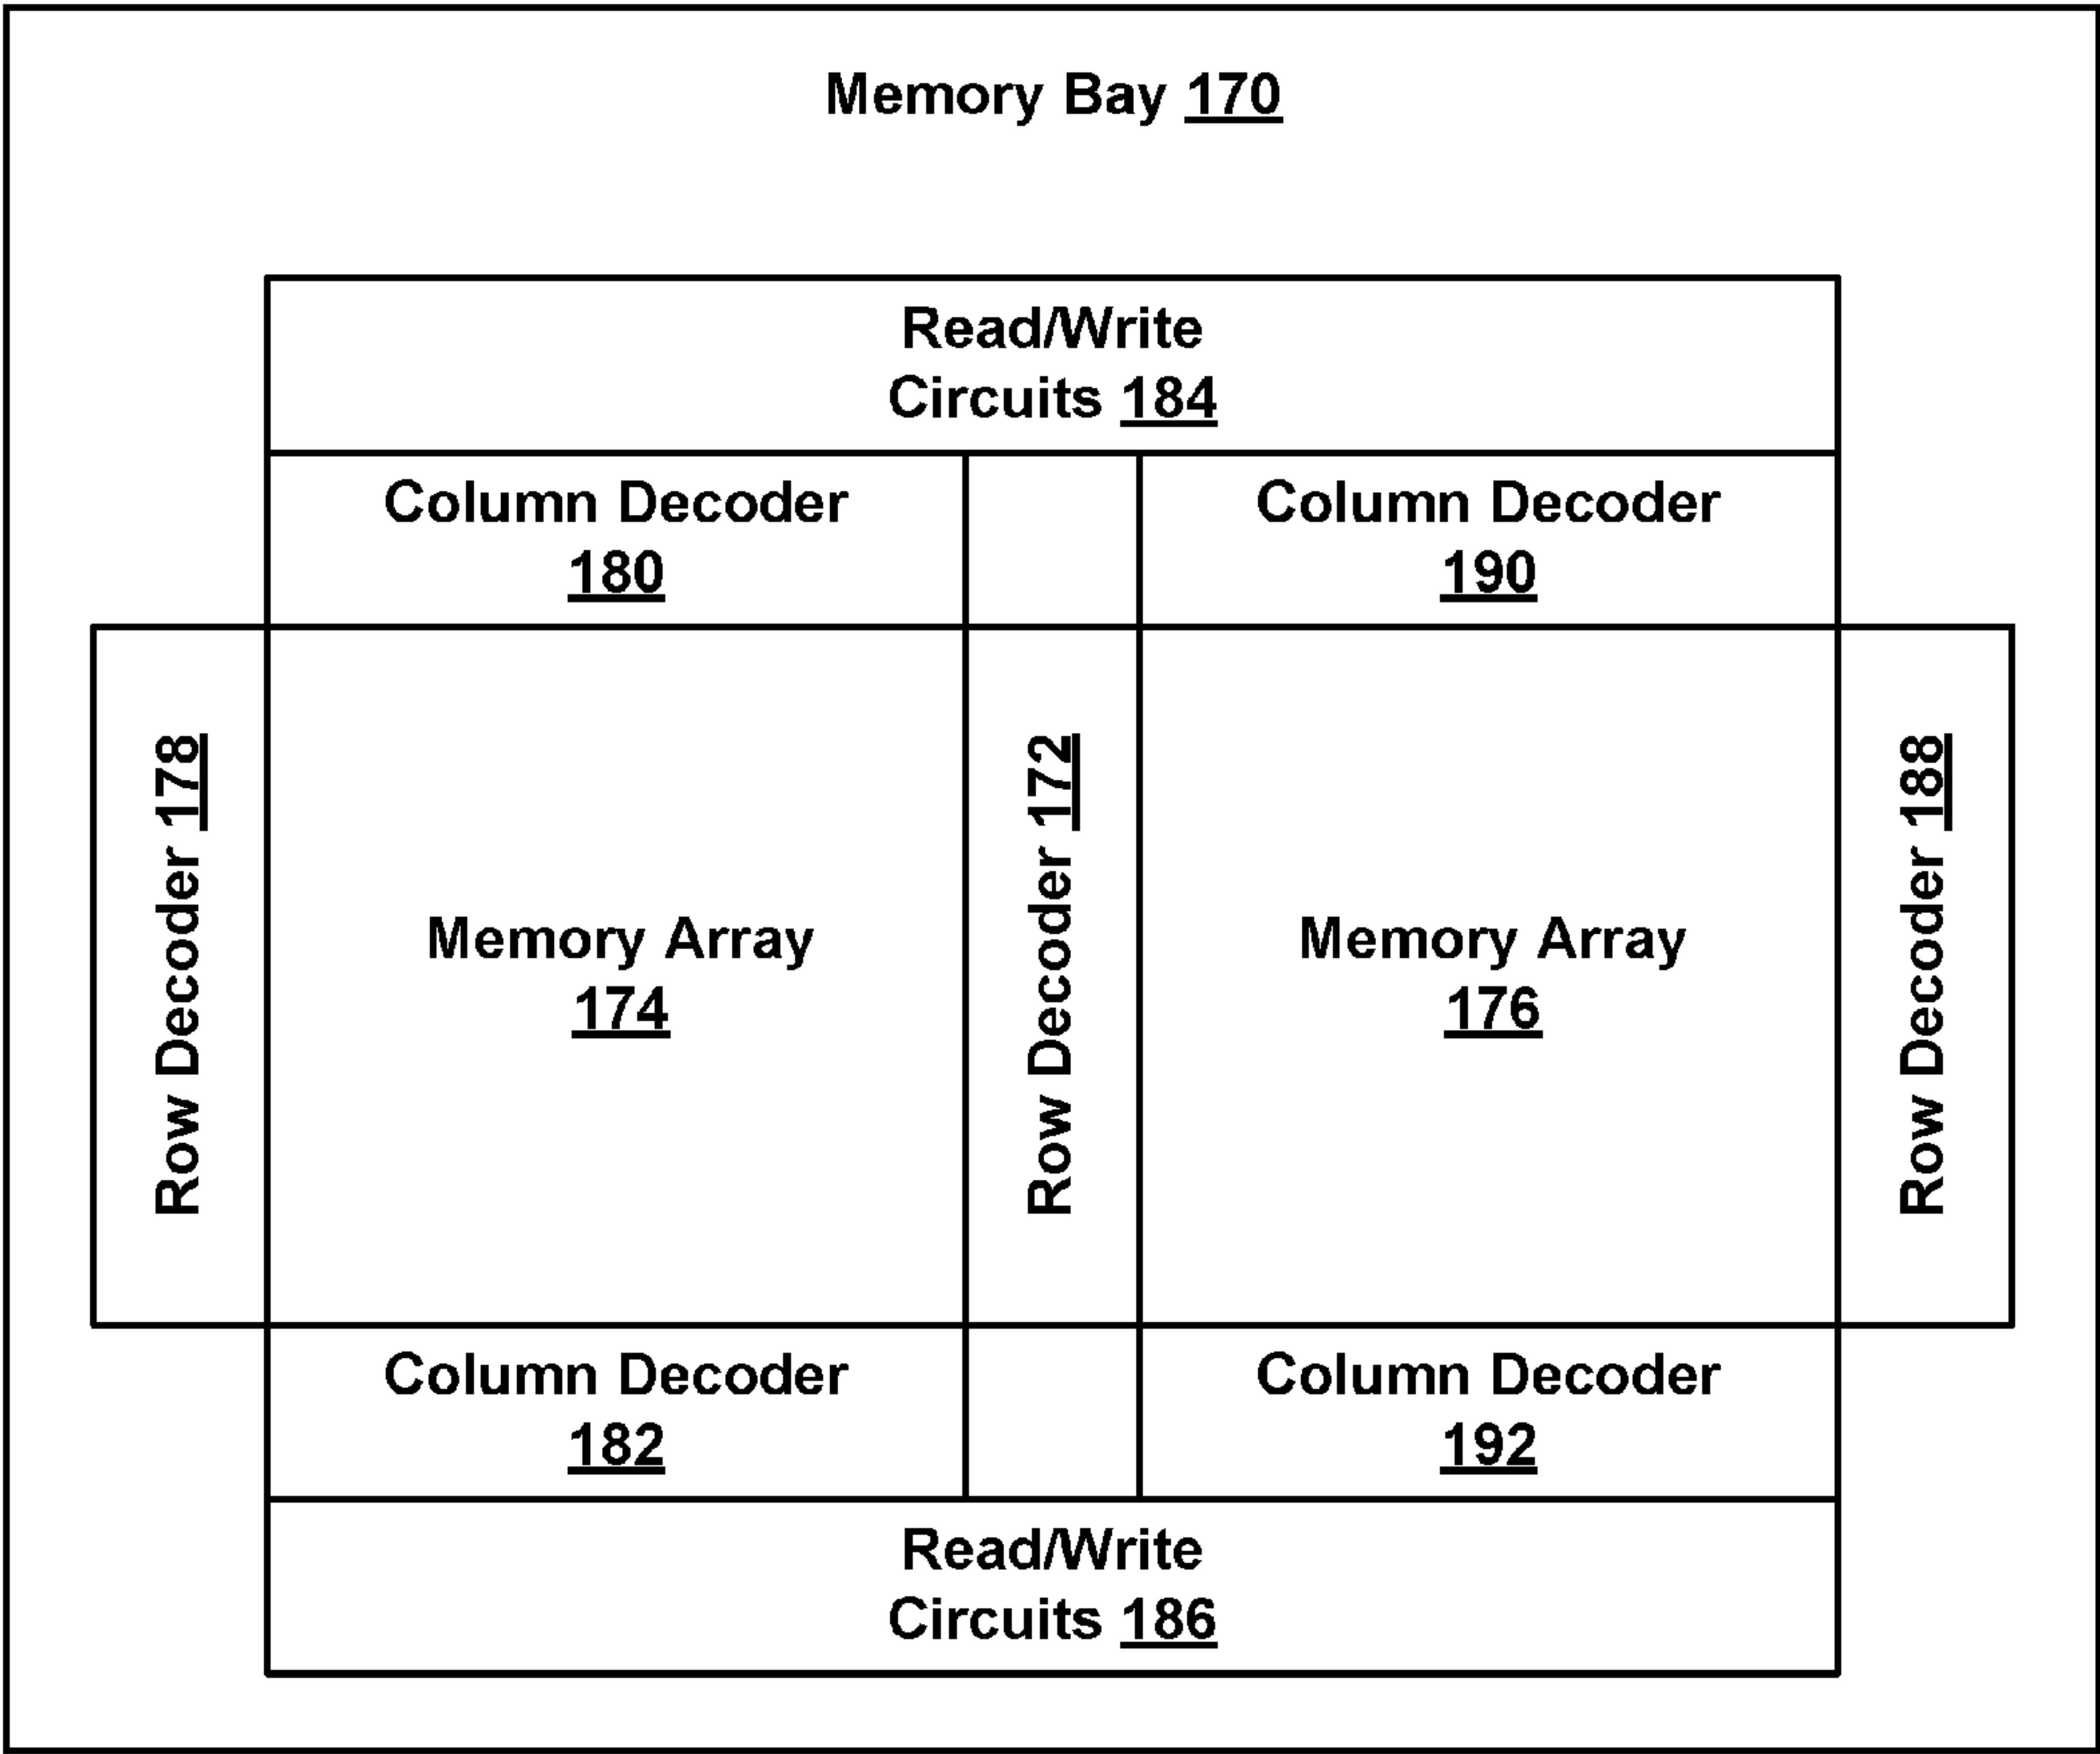 Memory Bay 170
Read/Write
Circuits 184
Column Decoder
180
Column Decoder
190
Row Decoder 178
Memory Array
174
Row Decoder 172
Memory Array
176
Row Decoder 188
Column Decoder
182
Column Decoder
192
Read/Write
Circuits 186